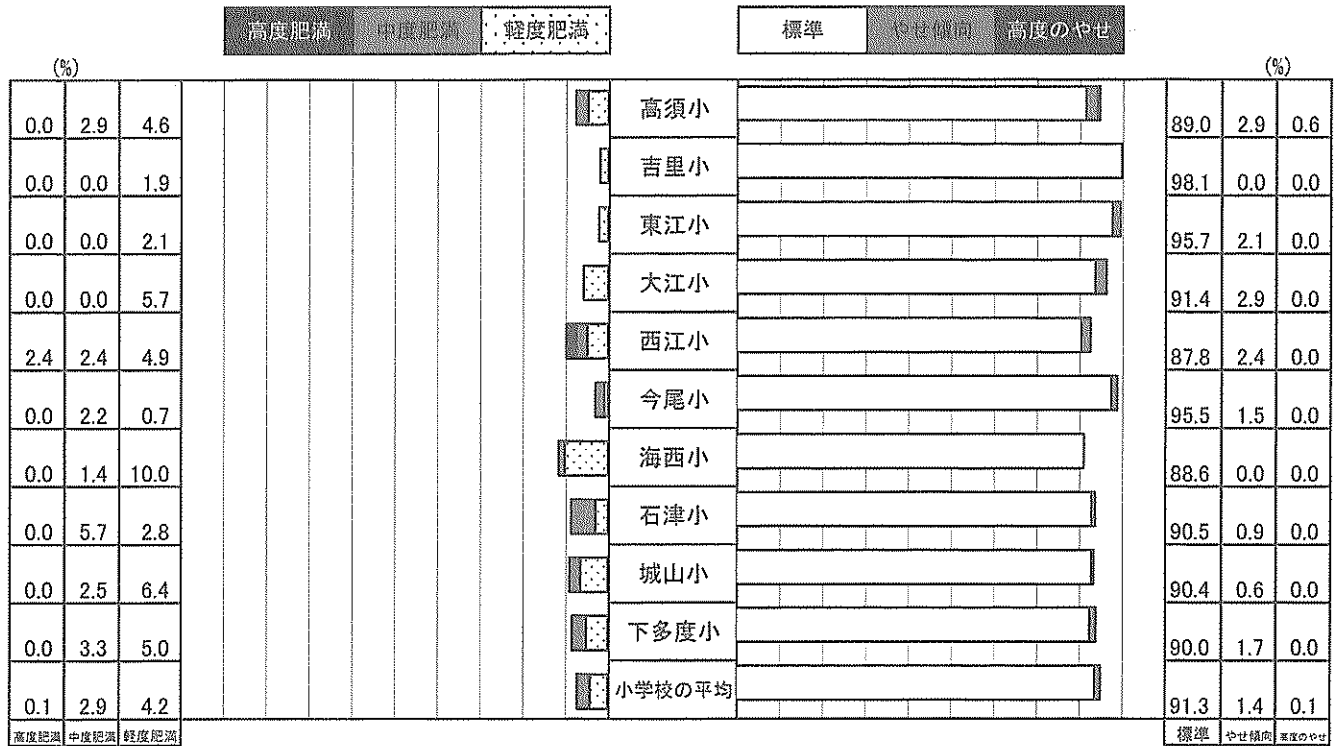 高度肥満 中度肥満 軽度肥満 標準 やせ傾向 高度のやせ
(%) (%)
0.0 2.9 4.6 高須小 89.0 2.9 0.6
0.0 0.0 1.9 吉里小 98.1 0.0 0.0
0.0 0.0 2.1 東江小 95.7 2.1 0.0
0.0 0.0 5.7 大江小 91.4 2.9 0.0
2.4 2.4 4.9 西江小 87.8 2.4 0.0
0.0 2.2 0.7 今尾小 95.5 1.5 0.0
0.0 1.4 10.0 海西小 88.6 0.0 0.0
0.0 5.7 2.8 石津小 90.5 0.9 0.0
0.0 2.5 6.4 城山小 90.4 0.6 0.0
0.0 3.3 5.0 下多度小 90.0 1.7 0.0
0.1 2.9 4.2 小学校の平均 91.3 1.4 0.1
高度肥満 中度肥満 軽度肥満 標準 やせ傾向 高度のやせ